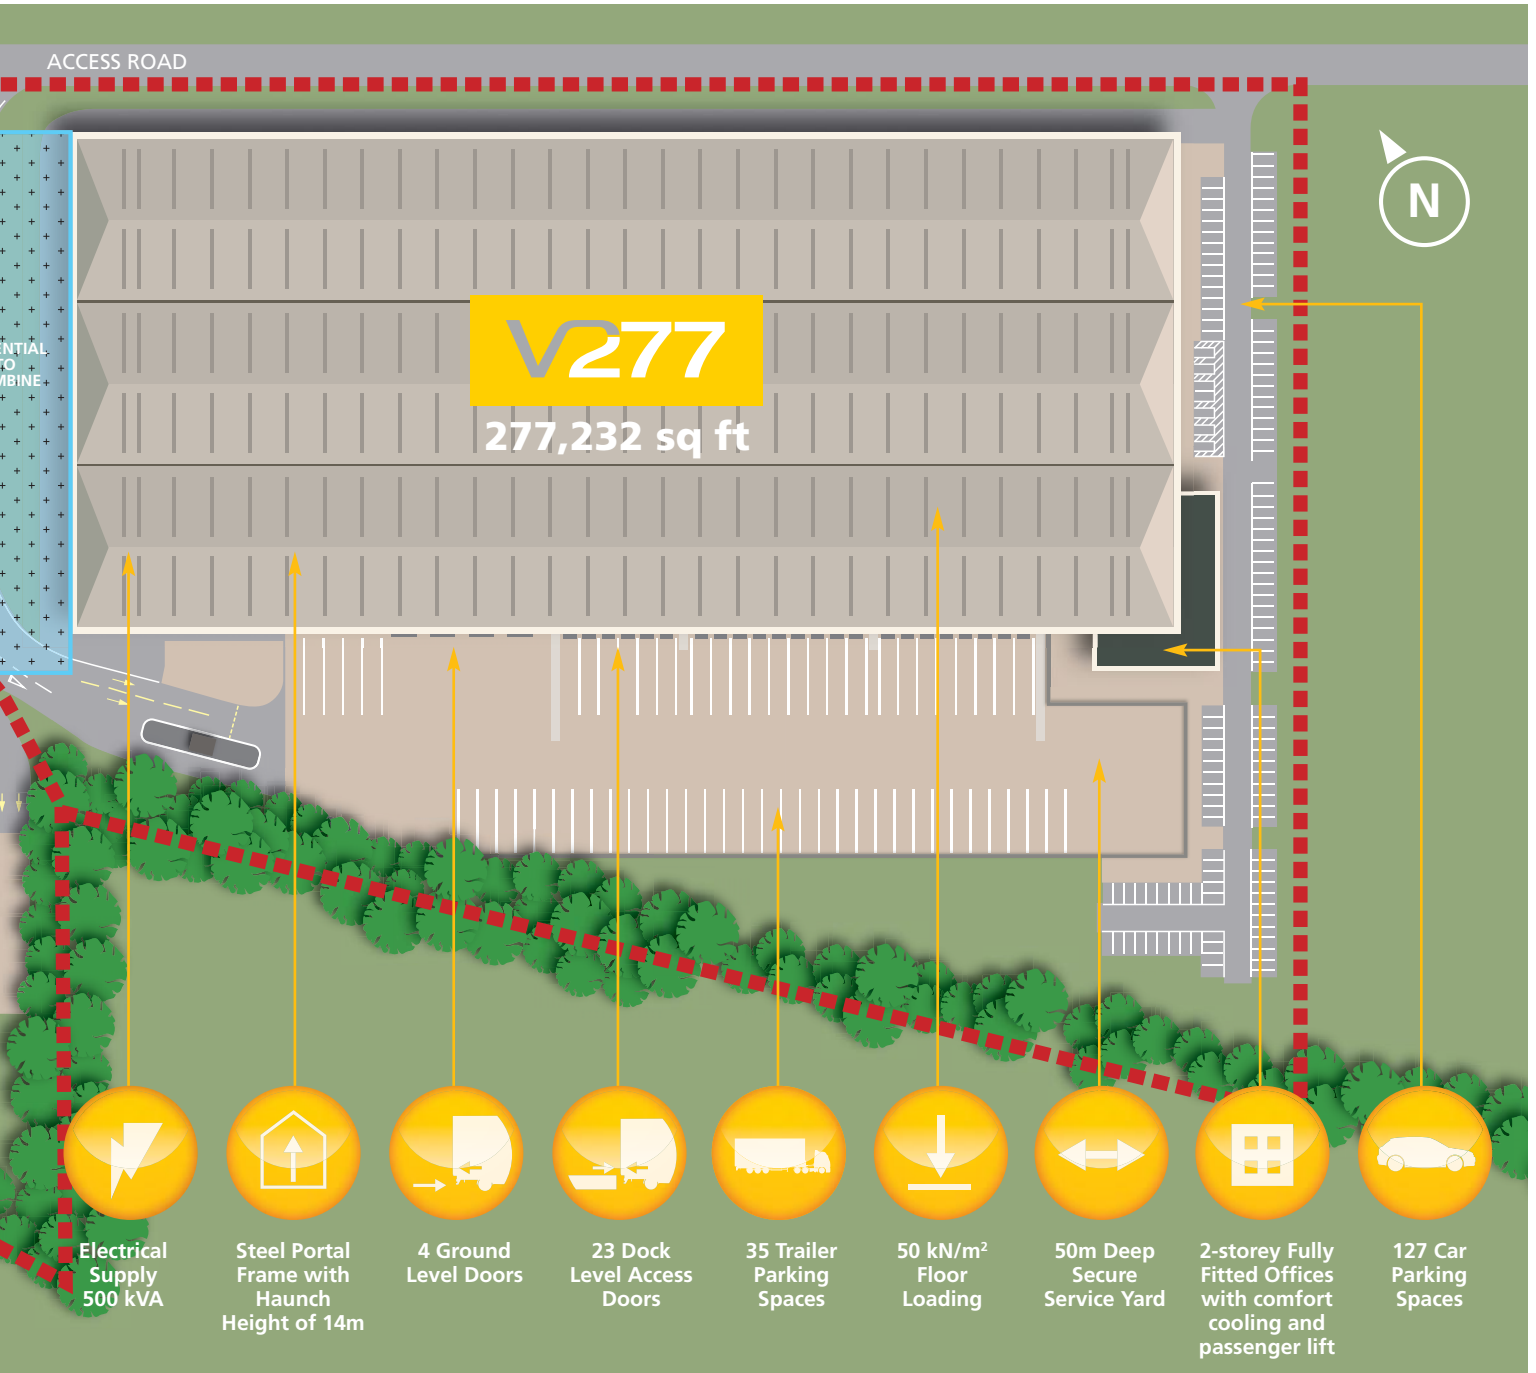 ACCESS ROAD
N
V277
277,232 sq ft
Electrical
Supply
500 kVA
Steel Portal
Frame with
Haunch
Height of 14m
4 Ground
Level Doors
23 Dock
Level Access
Doors
35 Trailer
Parking
Spaces
50 kN/m²
Floor
Loading
50m Deep
Secure
Service Yard
2-storey Fully
Fitted Offices
with comfort
cooling and
passenger lift
127 Car
Parking
Spaces